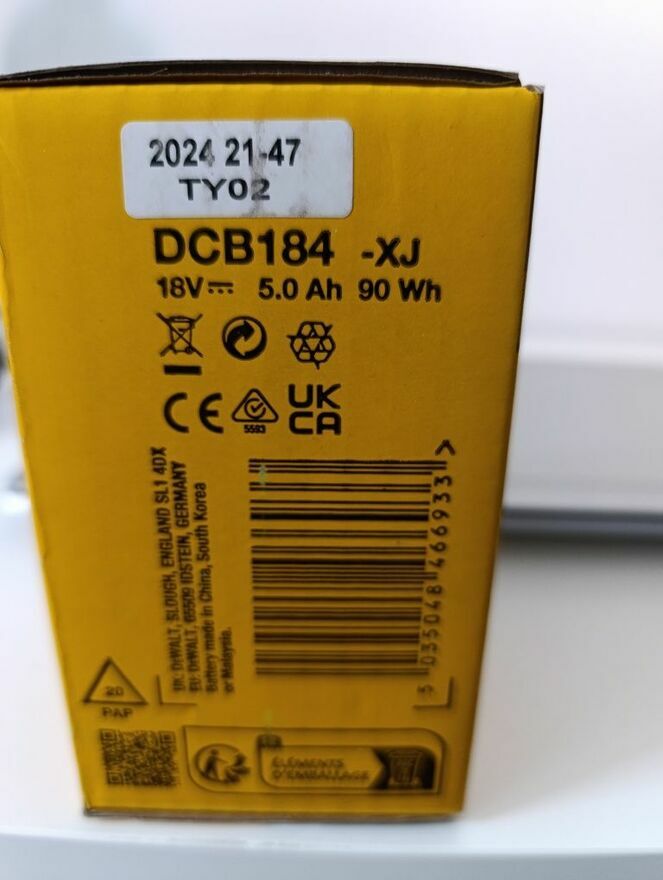 2024 21-47
TY02
DCB184 -XJ
18V 5.0 Ah 90 Wh
CE
5593
UK
CA
UK: DEWALT, SLOUGH, ENGLAND SL1 4DX
EU: DEWALT, 65509 IDSTEIN, GERMANY
Battery made in China, South Korea
or Malaysia.
5 035048 466933 >
20
PAP
ÉLÉMENTS
D'EMBALLAGE